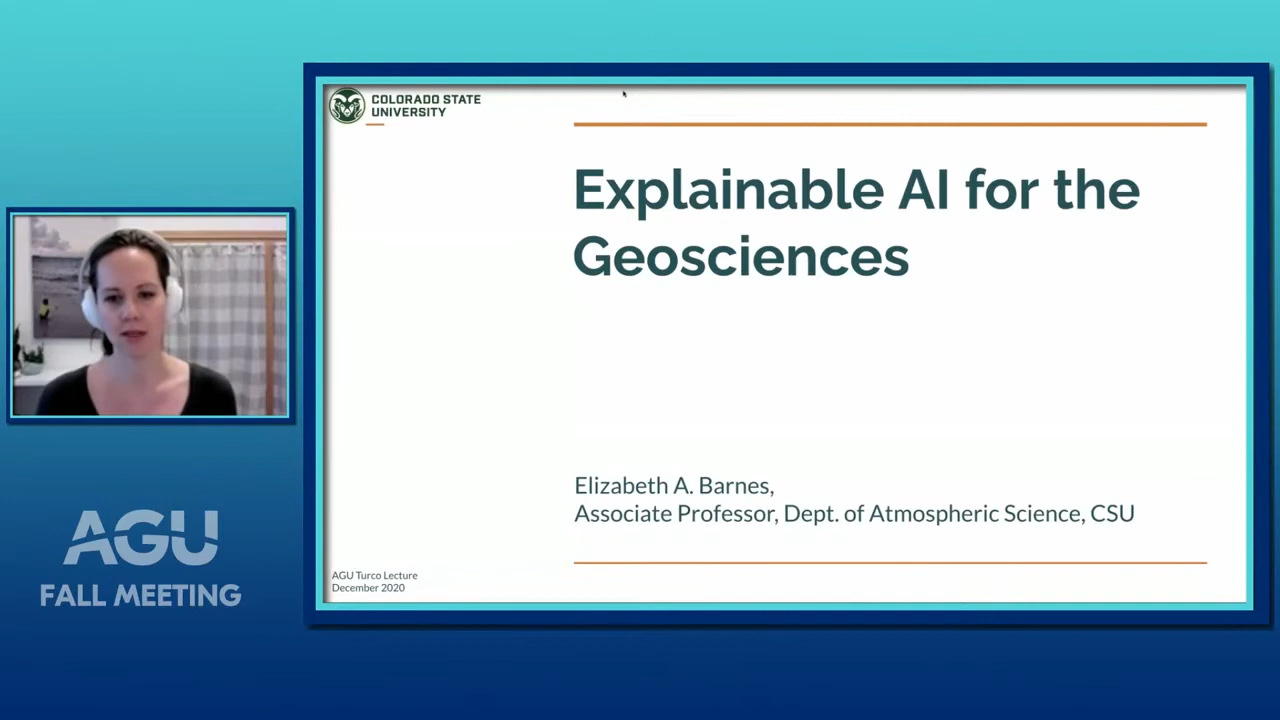 COLORADO STATE
UNIVERSITY
Explainable AI for the
Geosciences
Elizabeth A. Barnes,
Associate Professor, Dept. of Atmospheric Science, CSU
AGU Turco Lecture
December 2020
AGU
FALL MEETING